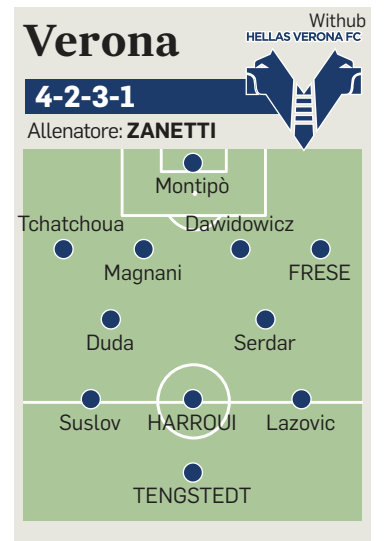 Withub
Verona
HELLAS VERONA FC
4-2-3-1
Allenatore: ZANETTI
Montipò
Tchatchoua Dawidowicz
Magnani FRESE
Duda Serdar
Suslov HARROUI Lazovic
TENGSTEDT